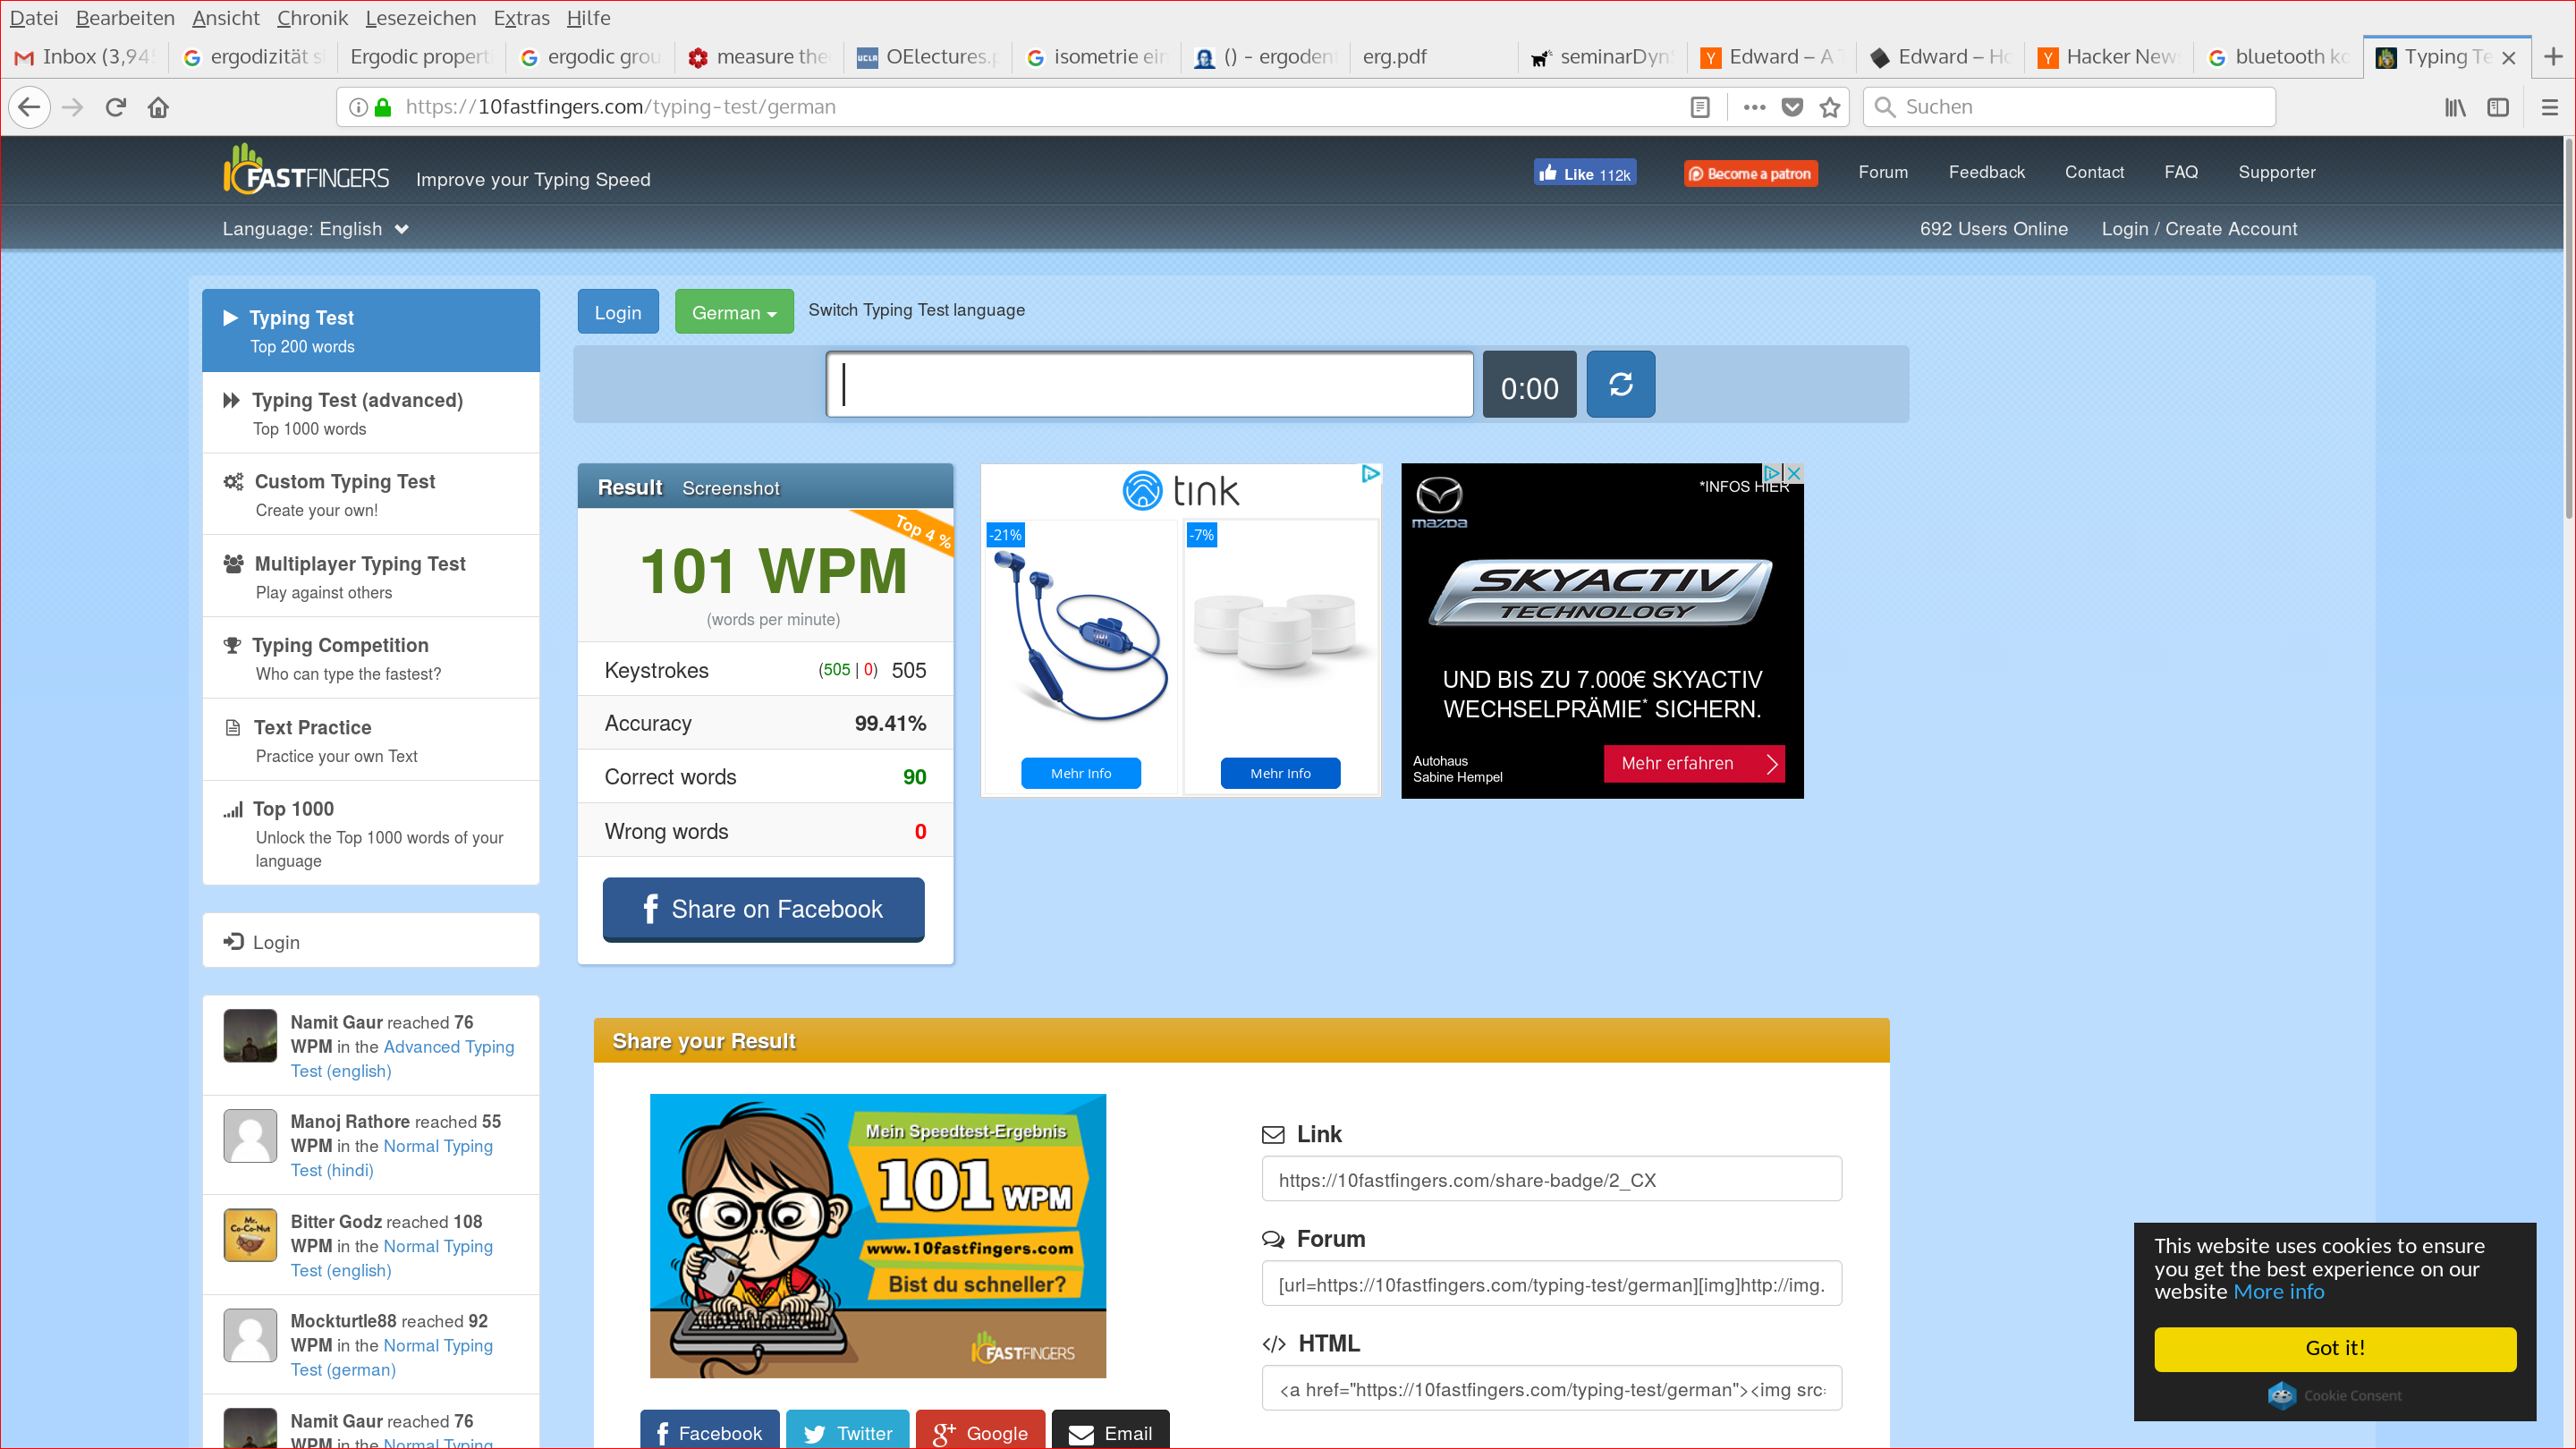 Datei Bearbeiten Ansicht Chronik Lesezeichen Extras Hilfe
Inbox (3,945 ergodizität s Ergodic properti ergodic grou measure the OElectures.p isometrie ein () - ergodent erg.pdf seminarDynS Edward – A T Edward – Ho Hacker New bluetooth ko Typing Te
https://10fastfingers.com/typing-test/german Suchen
FASTFINGERS Improve your Typing Speed Like 112k Become a patron Forum Feedback Contact FAQ Supporter
Language: English 692 Users Online Login / Create Account
Typing Test
Top 200 words
Typing Test (advanced)
Top 1000 words
Custom Typing Test
Create your own!
Multiplayer Typing Test
Play against others
Typing Competition
Who can type the fastest?
Text Practice
Practice your own Text
Top 1000
Unlock the Top 1000 words of your
language
Login
Namit Gaur reached 76
WPM in the Advanced Typing
Test (english)
Manoj Rathore reached 55
WPM in the Normal Typing
Test (hindi)
Mr.
Co-Co-Nut
Bitter Godz reached 108
WPM in the Normal Typing
Test (english)
Mockturtle88 reached 92
WPM in the Normal Typing
Test (german)
Namit Gaur reached 76
WPM in the Normal Typing
Login German Switch Typing Test language
0:00
Result Screenshot
Top 4 %
101 WPM
(words per minute)
Keystrokes (505 | 0) 505
Accuracy 99.41%
Correct words 90
Wrong words 0
Share on Facebook
tink
-21% -7%
Mehr Info Mehr Info
*INFOS HIER
mazda
SKYACTIV
TECHNOLOGY
UND BIS ZU 7.000€ SKYACTIV
WECHSELPRÄMIE* SICHERN.
Autohaus
Sabine Hempel
Mehr erfahren
Share your Result
Mein Speedtest-Ergebnis
101 WPM
www.10fastfingers.com
Bist du schneller?
FASTFINGERS
Facebook Twitter Google Email
Link
https://10fastfingers.com/share-badge/2_CX
Forum
[url=https://10fastfingers.com/typing-test/german][img]http://img.
HTML
<a href="https://10fastfingers.com/typing-test/german"><img src=
This website uses cookies to ensure
you get the best experience on our
website More info
Got it!
Cookie Consent